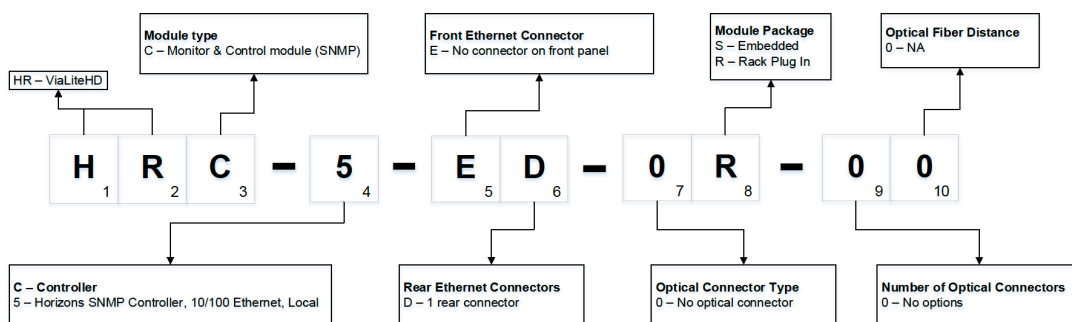 Module type
C – Monitor & Control module (SNMP)
Front Ethernet Connector
E – No connector on front panel
Module Package
S – Embedded
R – Rack Plug In
Optical Fiber Distance
0 – NA
HR – ViaLiteHD
H R C – 5 – E D – 0 R – 0 0
1 2 3 4 5 6 7 8 9 10
C – Controller
5 – Horizons SNMP Controller, 10/100 Ethernet, Local
Rear Ethernet Connectors
D – 1 rear connector
Optical Connector Type
0 – No optical connector
Number of Optical Connectors
0 – No options